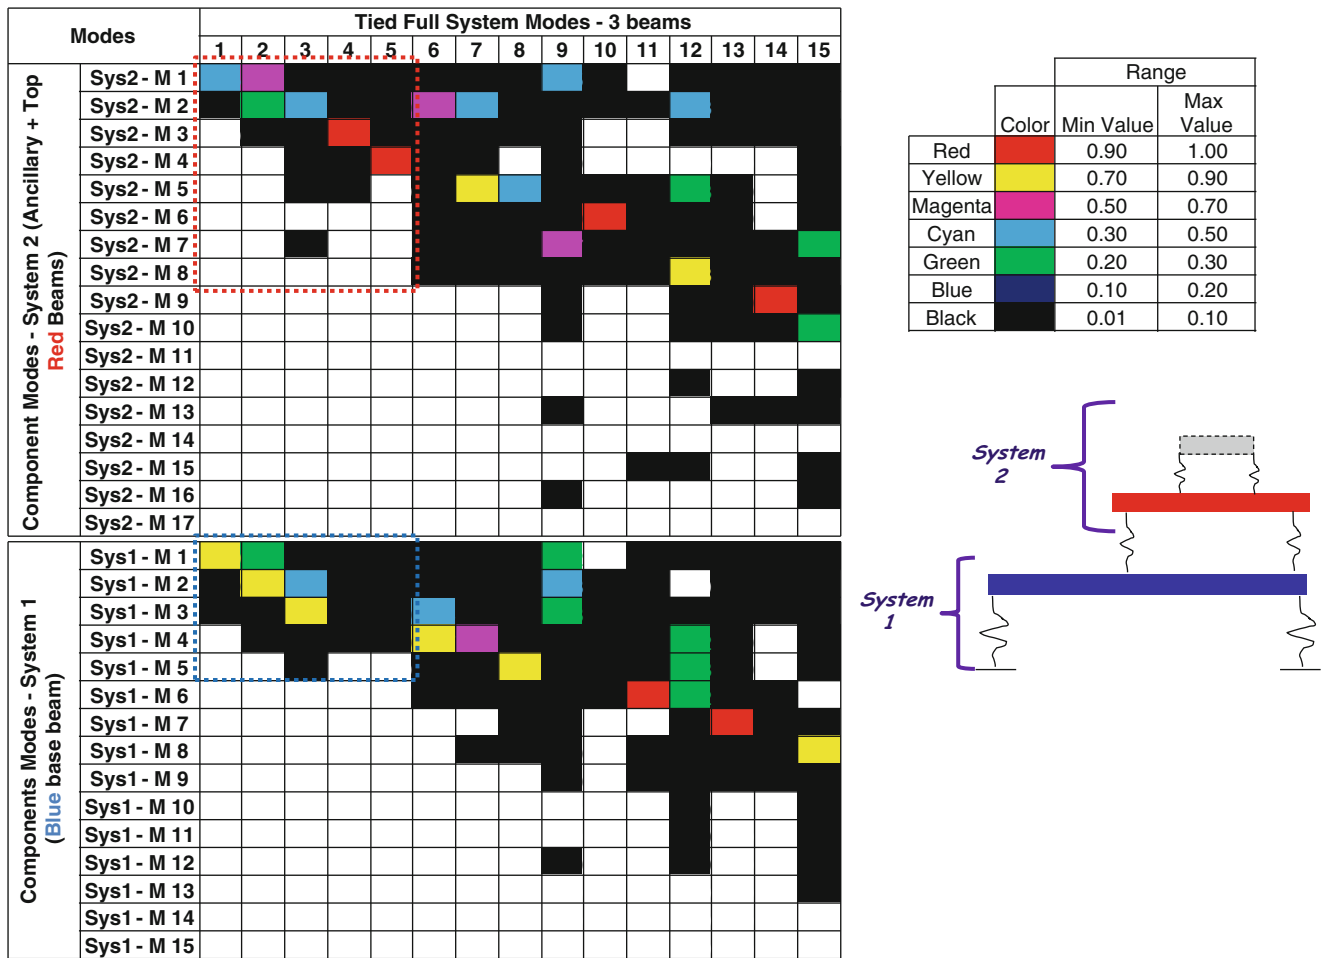 Modes
Tied Full System Modes - 3 beams
1 2 3 4 5 6 7 8 9 10 11 12 13 14 15
Component Modes - System 2 (Ancillary + Top
Red Beams)
Sys2 - M 1
Sys2 - M 2
Sys2 - M 3
Sys2 - M 4
Sys2 - M 5
Sys2 - M 6
Sys2 - M 7
Sys2 - M 8
Sys2 - M 9
Sys2 - M 10
Sys2 - M 11
Sys2 - M 12
Sys2 - M 13
Sys2 - M 14
Sys2 - M 15
Sys2 - M 16
Sys2 - M 17
Components Modes - System 1
(Blue base beam)
Sys1 - M 1
Sys1 - M 2
Sys1 - M 3
Sys1 - M 4
Sys1 - M 5
Sys1 - M 6
Sys1 - M 7
Sys1 - M 8
Sys1 - M 9
Sys1 - M 10
Sys1 - M 11
Sys1 - M 12
Sys1 - M 13
Sys1 - M 14
Sys1 - M 15
Range
Color Min Value Max
Value
Red 0.90 1.00
Yellow 0.70 0.90
Magenta 0.50 0.70
Cyan 0.30 0.50
Green 0.20 0.30
Blue 0.10 0.20
Black 0.01 0.10
System
2
System
1